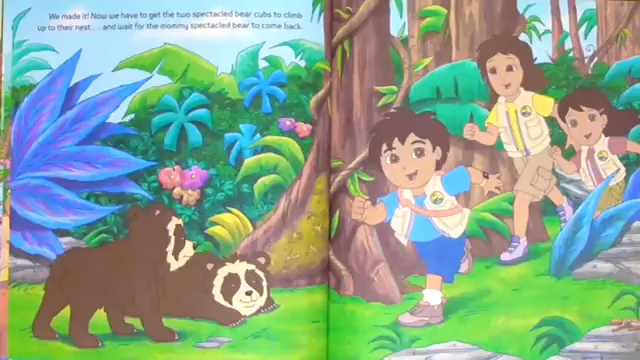 We made it! Now we have to get the two spectacled bear cubs to climb
up to their nest . . . and wait for the mommy spectacled bear to come back.